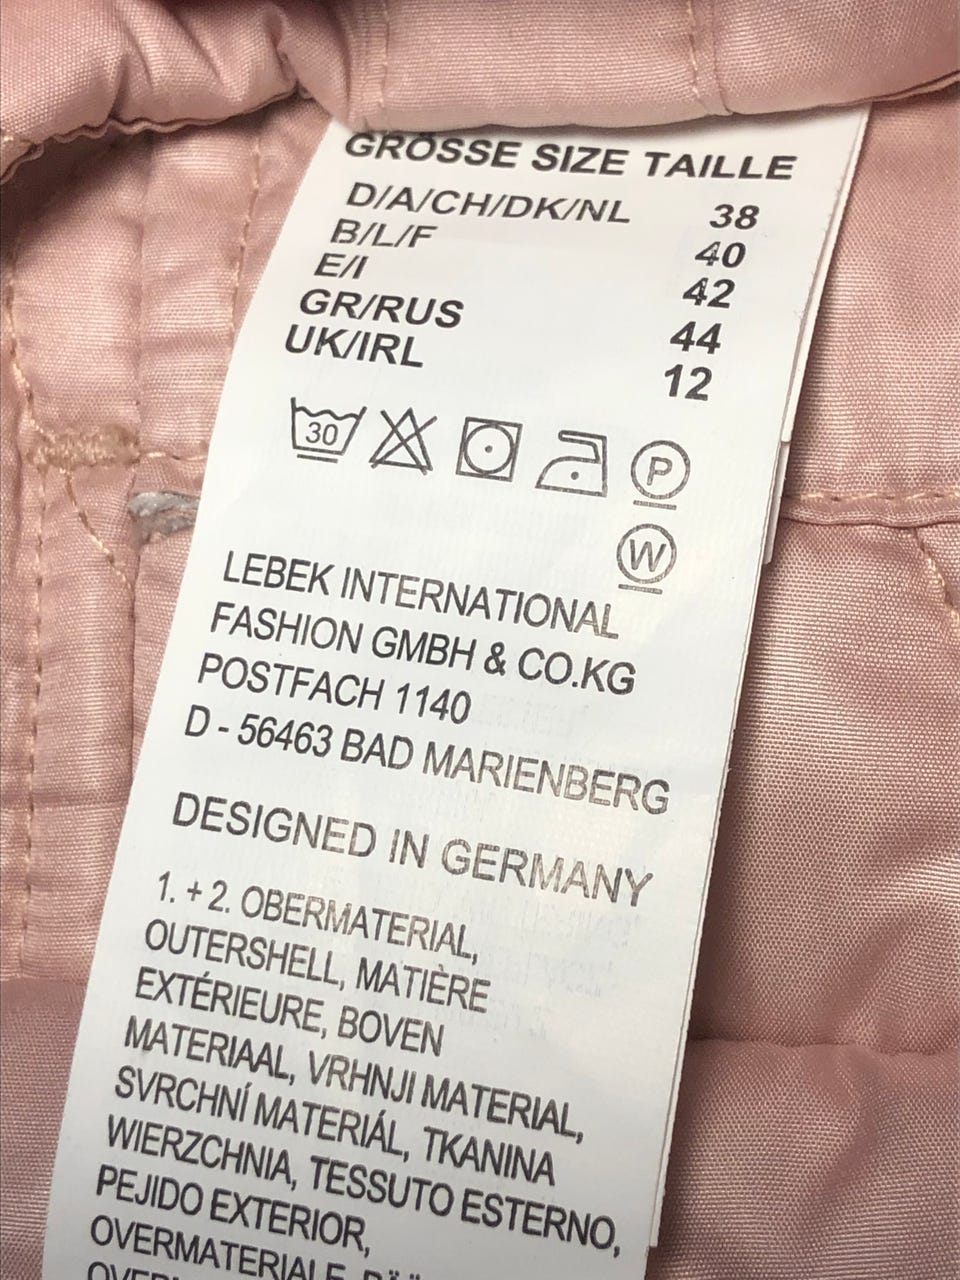 GRÖSSE SIZE TAILLE
D/A/CH/DK/NL 38
B/L/F 40
E/I 42
GR/RUS 44
UK/IRL 12
30
P
W
LEBEK INTERNATIONAL
FASHION GMBH & CO.KG
POSTFACH 1140
D - 56463 BAD MARIENBERG
DESIGNED IN GERMANY
1. + 2. OBERMATERIAL,
OUTERSHELL, MATIÈRE
EXTÉRIEURE, BOVEN
MATERIAAL, VRHNJI MATERIAL,
SVRCHNÍ MATERIÁL, TKANINA
WIERZCHNIA, TESSUTO ESTERNO,
PEJIDO EXTERIOR,
OVERMATERIALE,